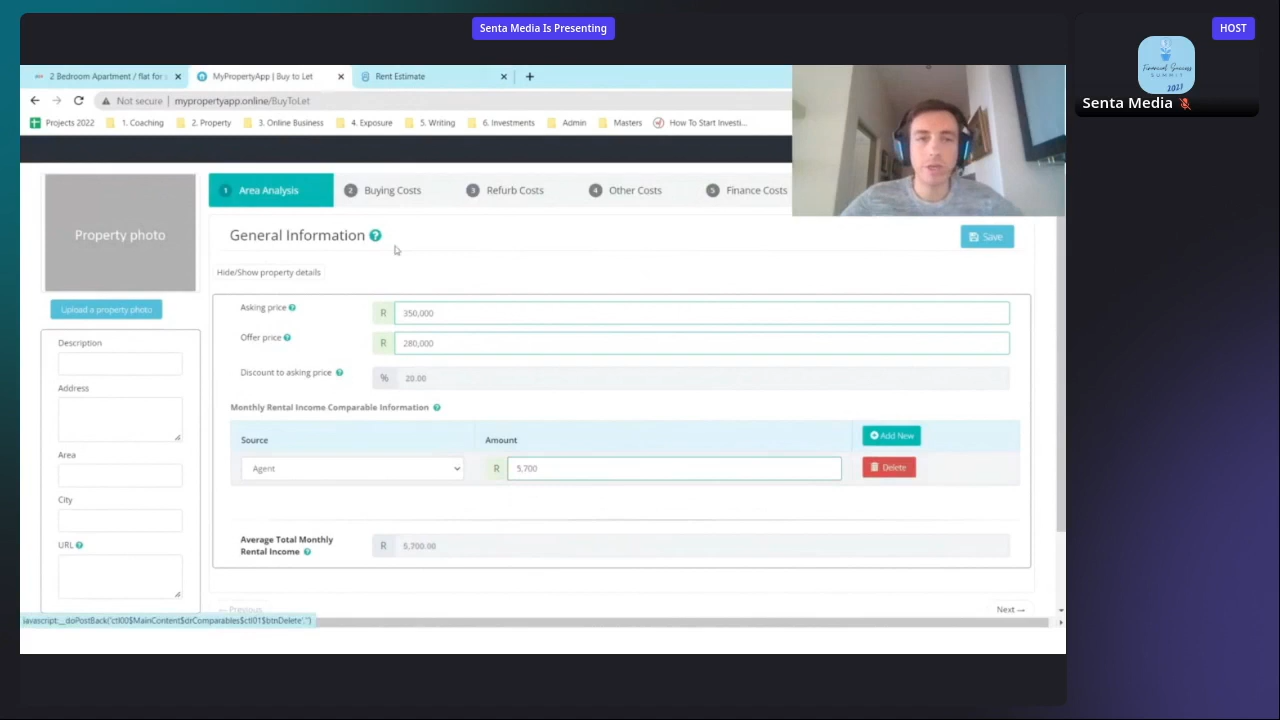 Senta Media Is Presenting
HOST
Financial Success
SUMMIT
2021
Senta Media
2 Bedroom Apartment / flat for
MyPropertyApp | Buy to Let
Rent Estimate
Not secure | mypropertyapp.online/BuyToLet
Projects 2022
1. Coaching
2. Property
3. Online Business
4. Exposure
5. Writing
6. Investments
Admin
Masters
How To Start Investi...
Property photo
Upload a property photo
Description
Address
Area
City
URL
1 Area Analysis
2 Buying Costs
3 Refurb Costs
4 Other Costs
5 Finance Costs
General Information
Save
Hide/Show property details
Asking price R 350,000
Offer price R 280,000
Discount to asking price % 20.00
Monthly Rental Income Comparable Information
Source Amount Add New
Agent R 5,700 Delete
Average Total Monthly
Rental Income
R 5,700.00
← Previous
Next →
javascript:__doPostBack('ctl00$MainContent$drComparables$ctl01$btnDelete','')